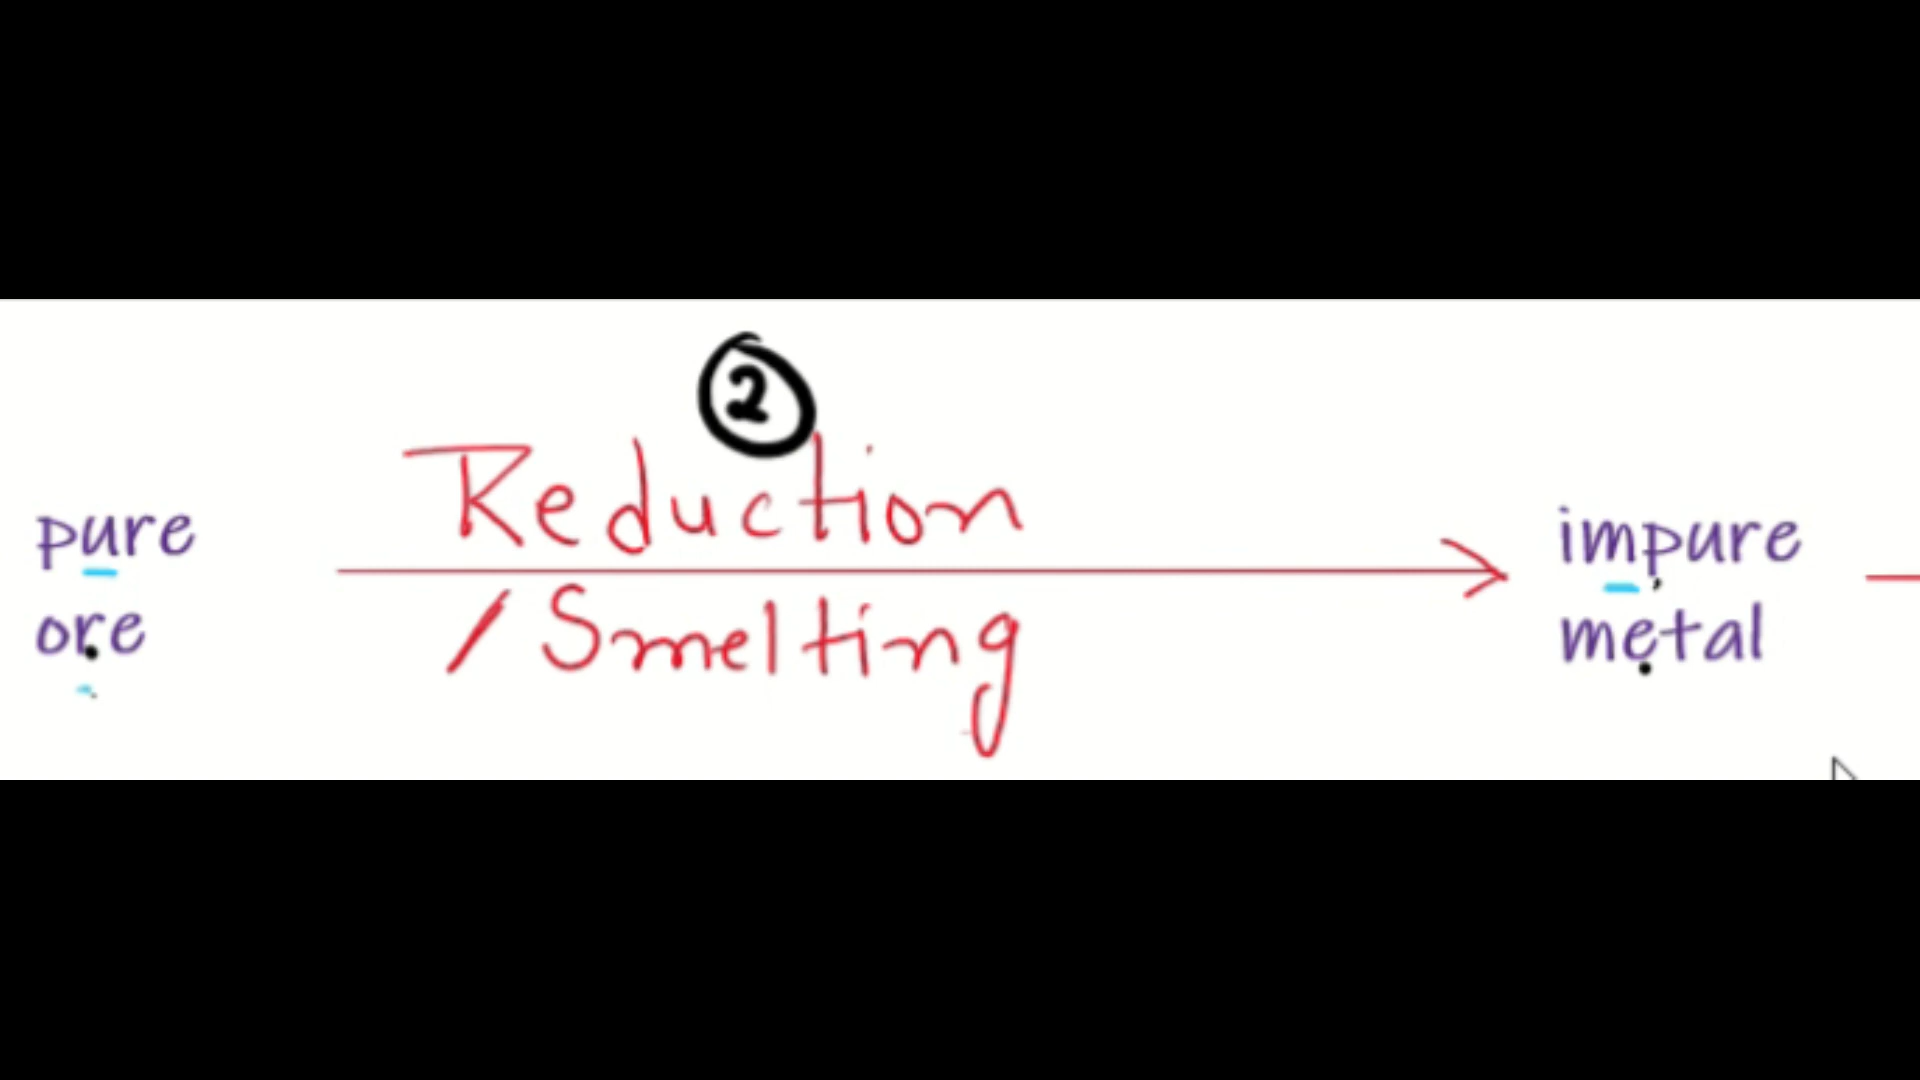 2
Reduction
pure
ore
/ Smelting
impure
metal